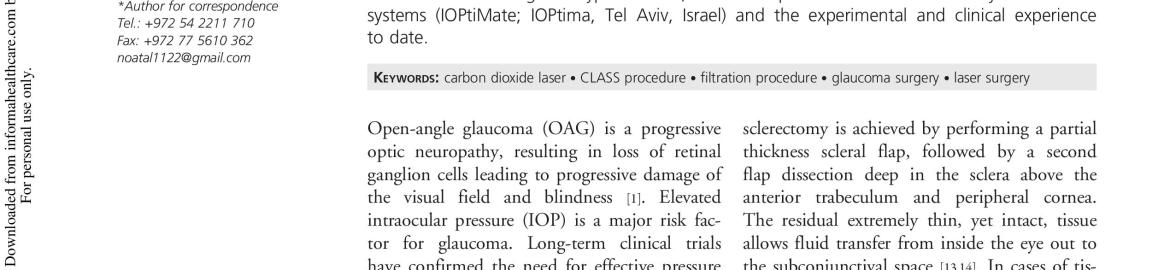 Downloaded from informahealthcare.com b
For personal use only.
*Author for correspondence
Tel.: +972 54 2211 710
Fax: +972 77 5610 362
noatal1122@gmail.com
systems (IOPtiMate; IOPtima, Tel Aviv, Israel) and the experimental and clinical experience
to date.
Keywords: carbon dioxide laser • CLASS procedure • filtration procedure • glaucoma surgery • laser surgery
Open-angle glaucoma (OAG) is a progressive
optic neuropathy, resulting in loss of retinal
ganglion cells leading to progressive damage of
the visual field and blindness [1]. Elevated
intraocular pressure (IOP) is a major risk fac-
tor for glaucoma. Long-term clinical trials
have confirmed the need for effective pressure
sclerectomy is achieved by performing a partial
thickness scleral flap, followed by a second
flap dissection deep in the sclera above the
anterior trabeculum and peripheral cornea.
The residual extremely thin, yet intact, tissue
allows fluid transfer from inside the eye out to
the subconjunctival space [13,14]. In cases of tis-